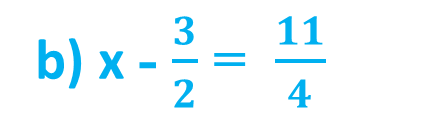 b) x - 3/2 = 11/4